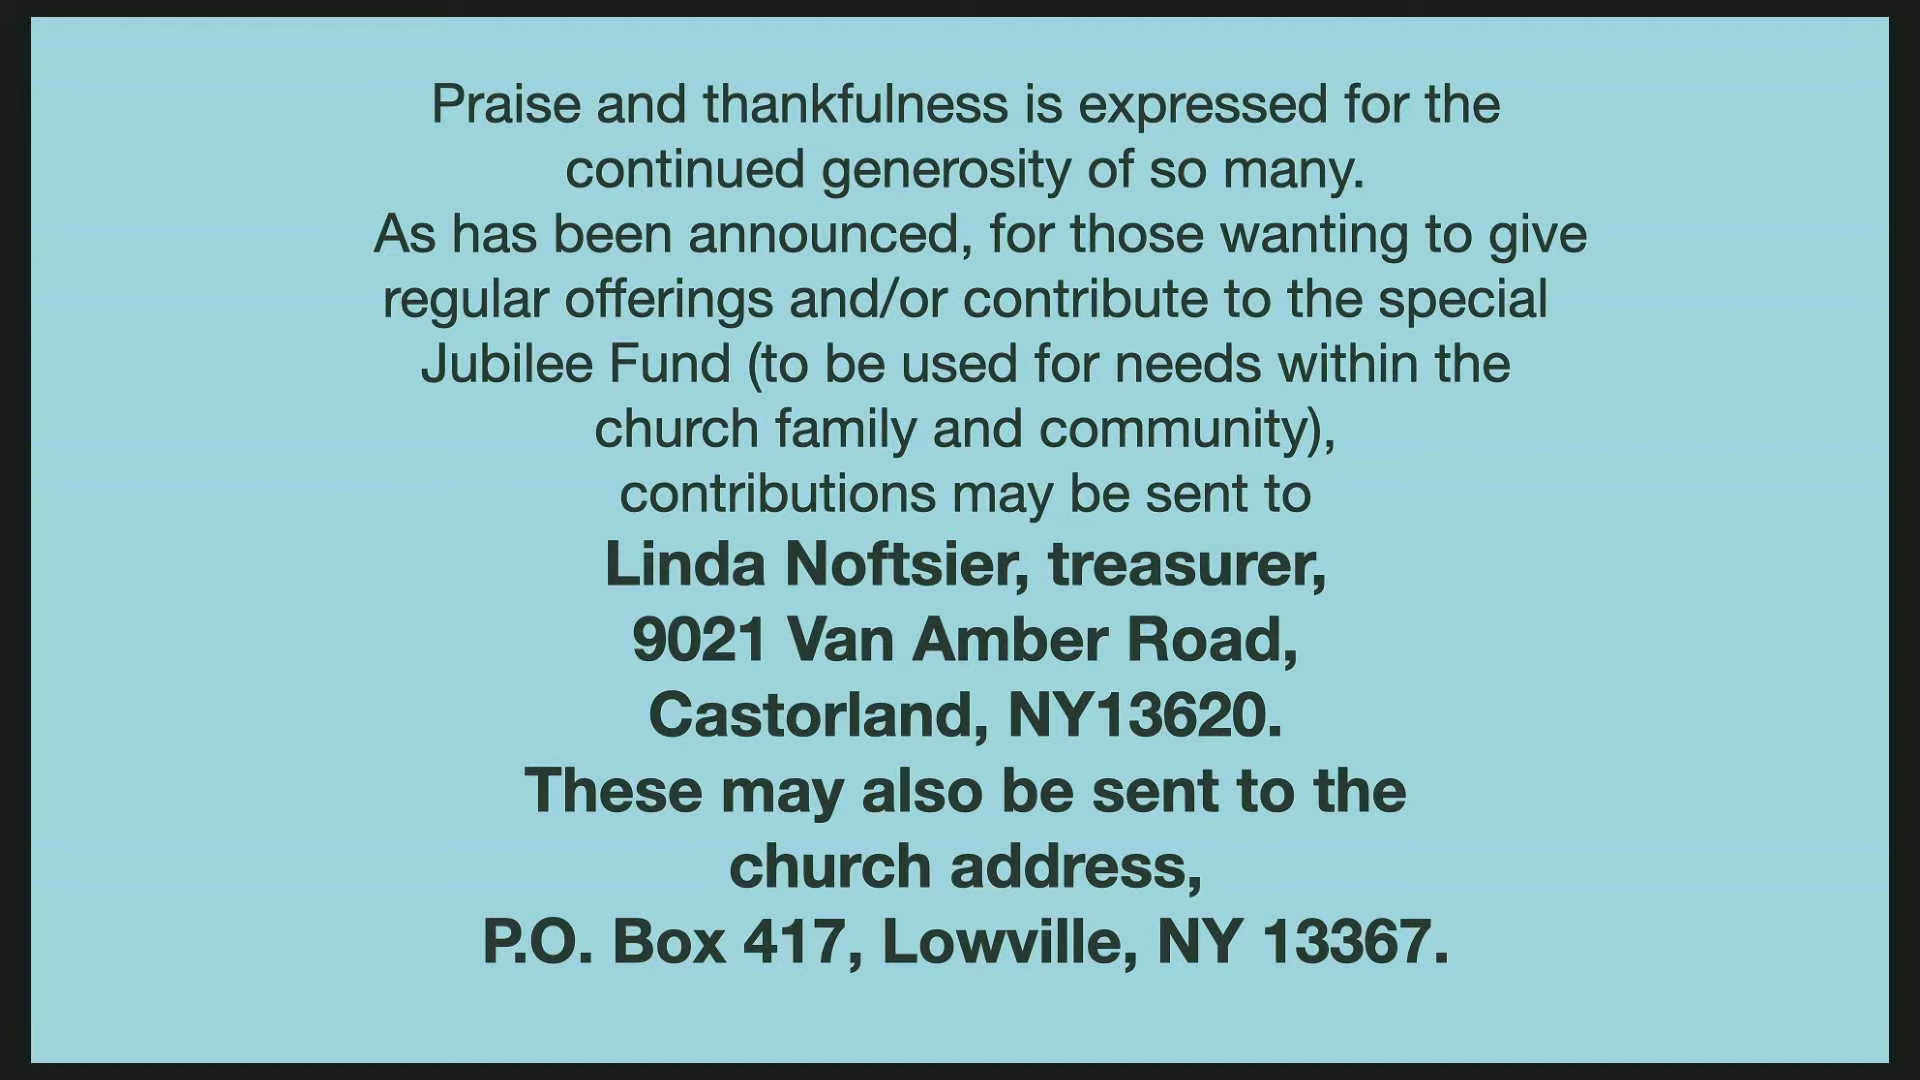 Praise and thankfulness is expressed for the
continued generosity of so many.
As has been announced, for those wanting to give
regular offerings and/or contribute to the special
Jubilee Fund (to be used for needs within the
church family and community),
contributions may be sent to
Linda Noftsier, treasurer,
9021 Van Amber Road,
Castorland, NY13620.
These may also be sent to the
church address,
P.O. Box 417, Lowville, NY 13367.